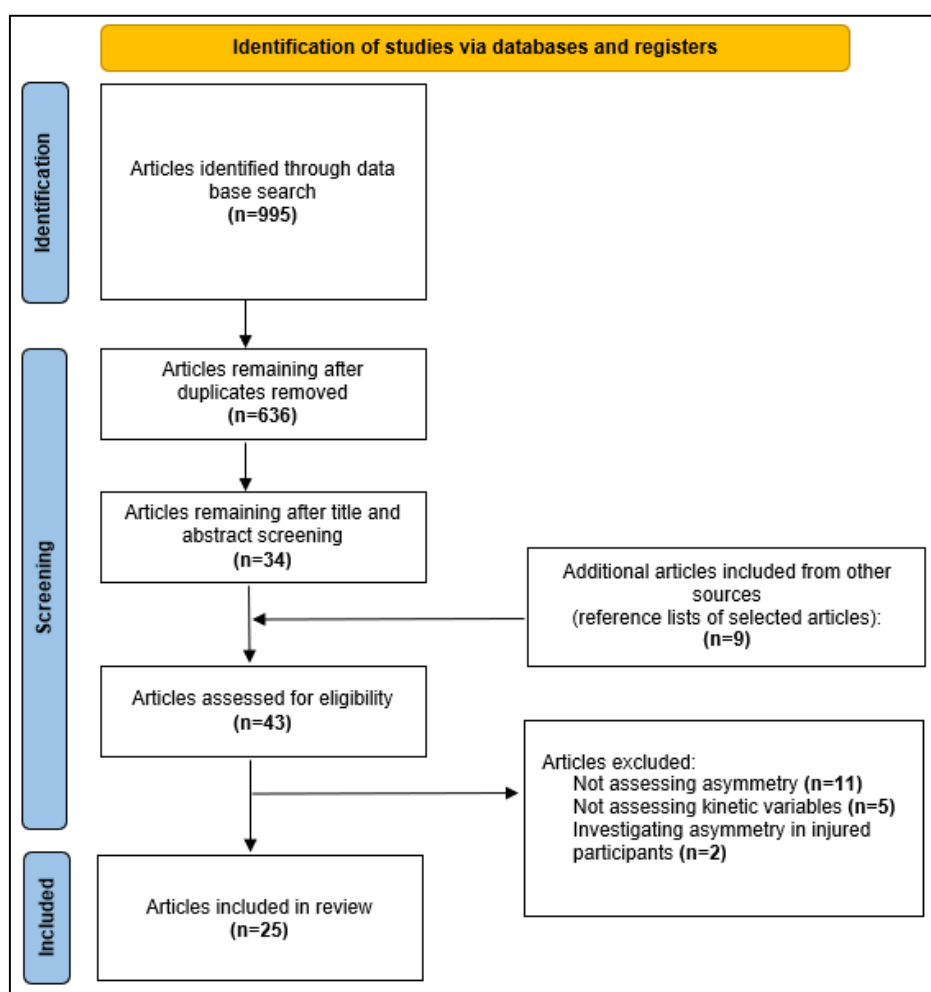 Identification of studies via databases and registers
Identification
Articles identified through data
base search
(n=995)
Screening
Articles remaining after
duplicates removed
(n=636)
Articles remaining after title and
abstract screening
(n=34)
Additional articles included from other
sources
(reference lists of selected articles):
(n=9)
Articles assessed for eligibility
(n=43)
Articles excluded:
Not assessing asymmetry (n=11)
Not assessing kinetic variables (n=5)
Investigating asymmetry in injured
participants (n=2)
Included
Articles included in review
(n=25)